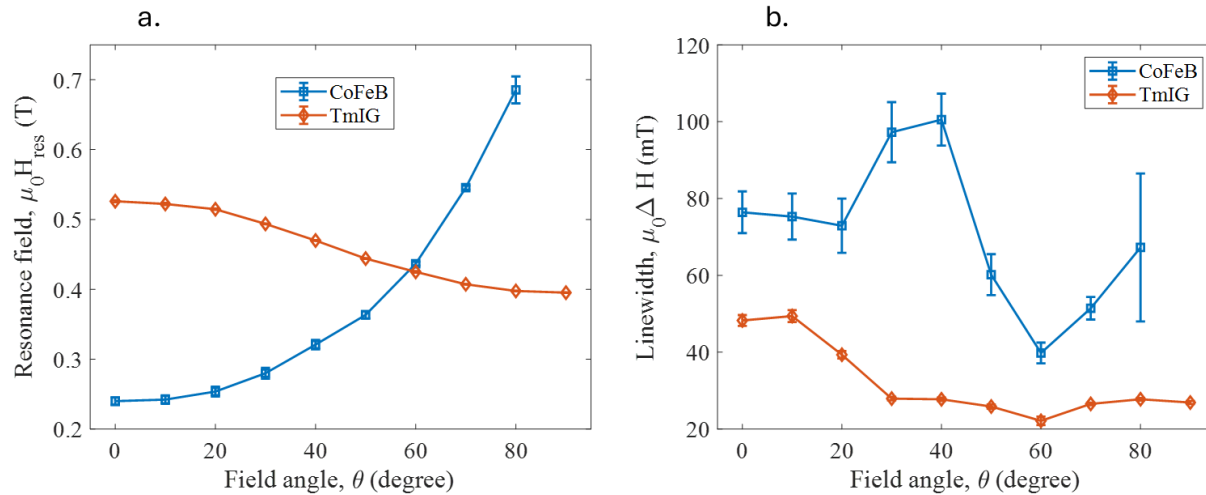 a.
Resonance field, μ₀H_res (T)
0.7
0.6
0.5
0.4
0.3
0.2
CoFeB
TmIG
0 20 40 60 80
Field angle, θ (degree)
b.
Linewidth, μ₀Δ H (mT)
120
100
80
60
40
20
CoFeB
TmIG
0 20 40 60 80
Field angle, θ (degree)